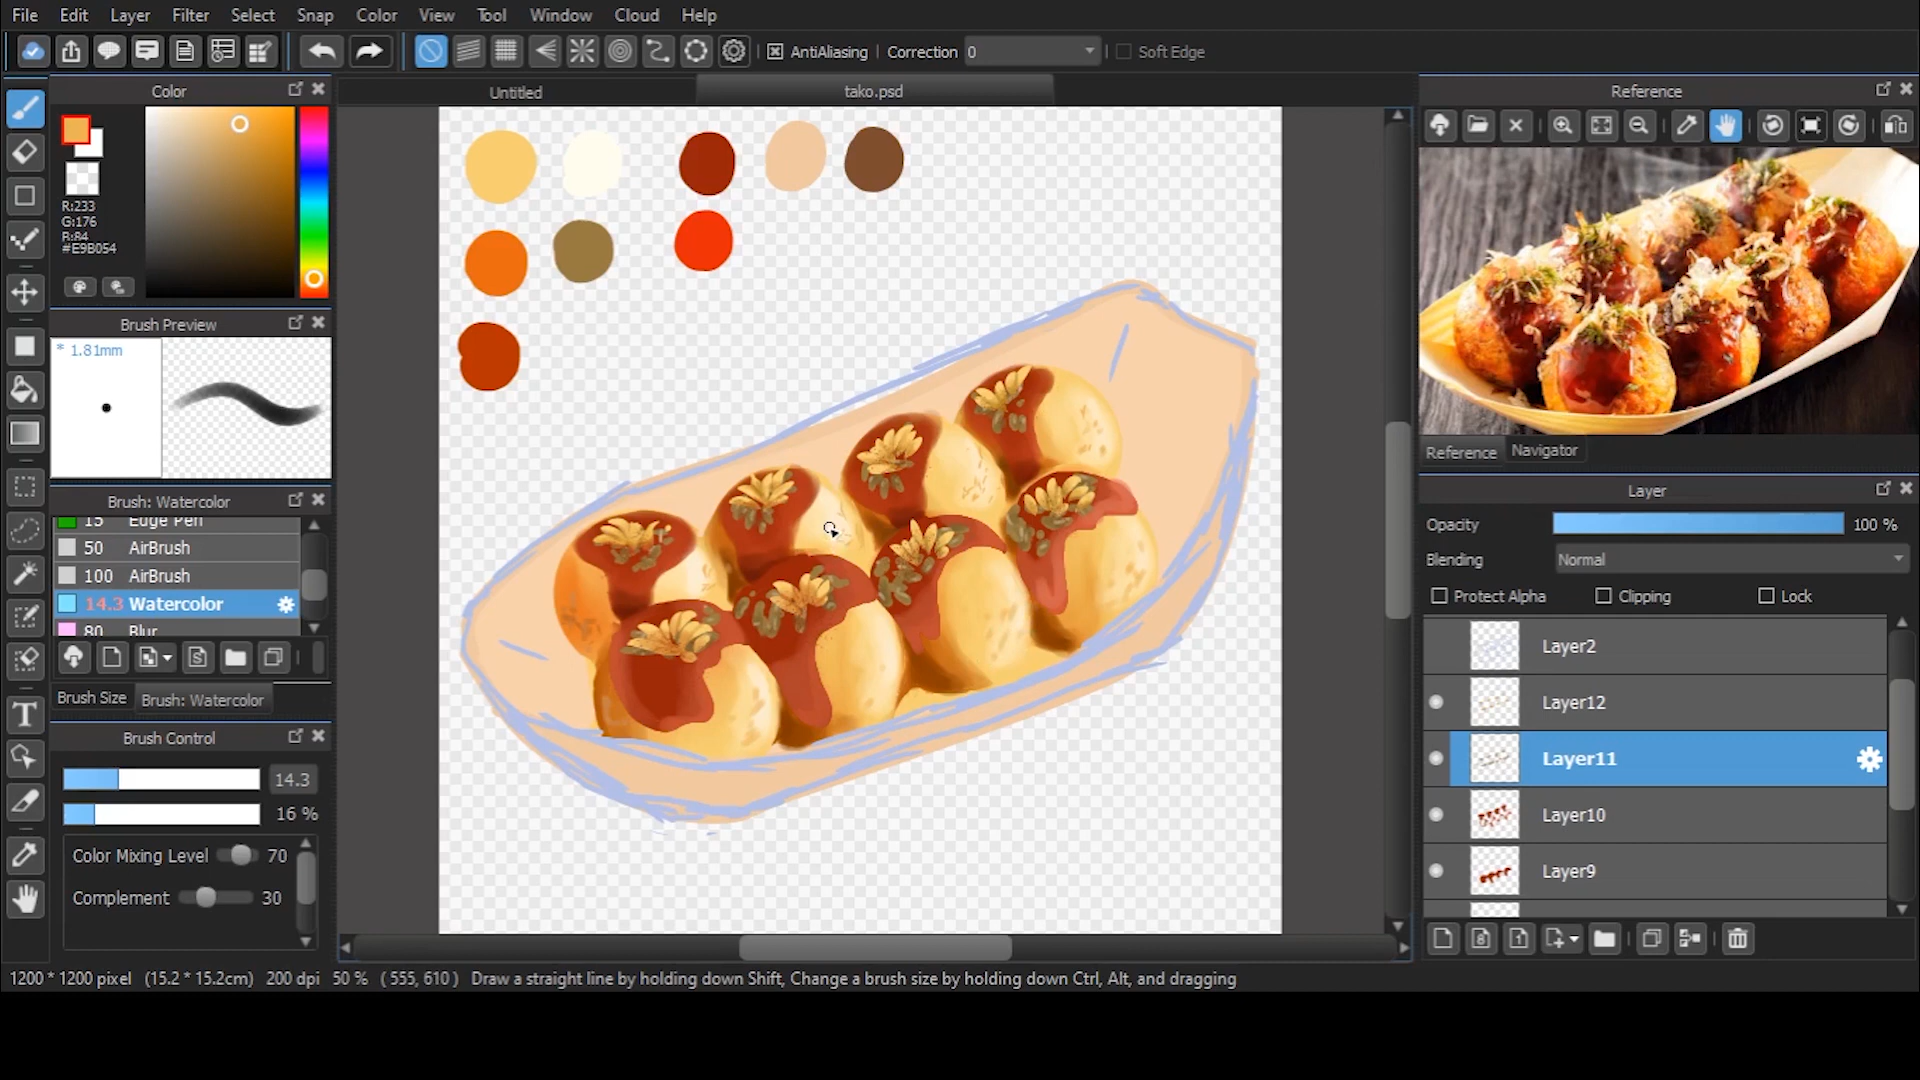 File Edit Layer Filter Select Snap Color View Tool Window Cloud Help
AntiAliasing Correction 0 Soft Edge
Color
Untitled
tako.psd
Reference
R:233
G:176
B:84
#E9B054
Brush Preview
* 1.81mm
Reference Navigator
Brush: Watercolor
15 Edge Pen
50 AirBrush
100 AirBrush
14.3 Watercolor
80 Blur
Brush Size Brush: Watercolor
Brush Control
14.3
16 %
Color Mixing Level 70
Complement 30
Layer
Opacity 100 %
Blending Normal
Protect Alpha Clipping Lock
Layer2
Layer12
Layer11
Layer10
Layer9
8
1
1200 * 1200 pixel (15.2 * 15.2cm) 200 dpi 50 % ( 555, 610 ) Draw a straight line by holding down Shift, Change a brush size by holding down Ctrl, Alt, and dragging